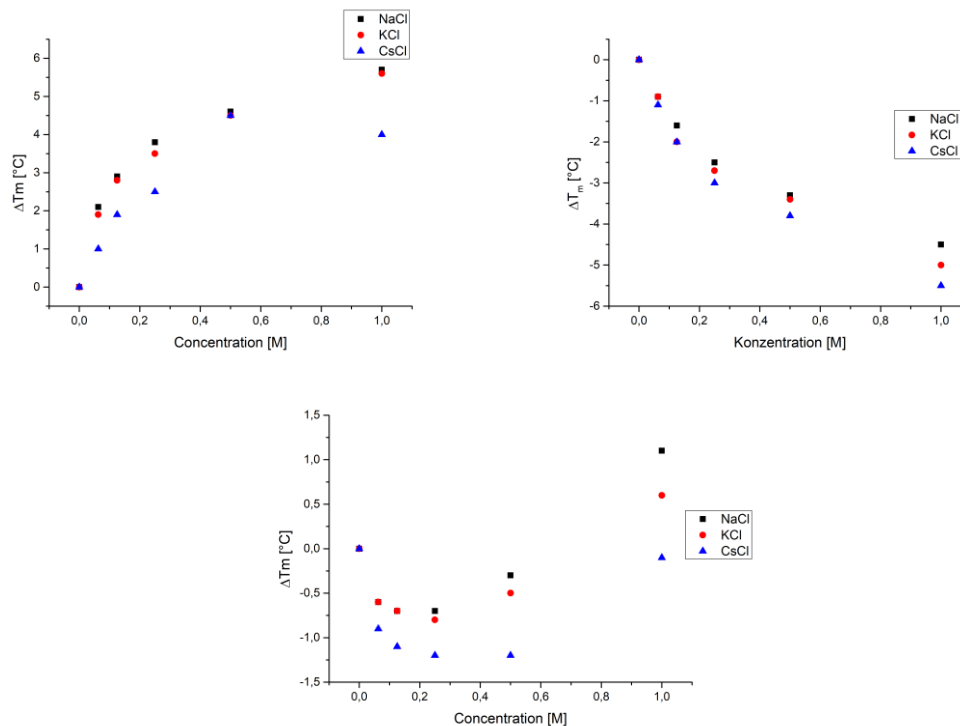 NaCl
KCl
CsCl
6
5
4
3
2
1
0
ΔTm [°C]
0,0 0,2 0,4 0,6 0,8 1,0
Concentration [M]
0
-1
-2
-3
-4
-5
-6
ΔTm [°C]
NaCl
KCl
CsCl
0,0 0,2 0,4 0,6 0,8 1,0
Konzentration [M]
1,5
1,0
0,5
0,0
-0,5
-1,0
-1,5
ΔTm [°C]
NaCl
KCl
CsCl
0,0 0,2 0,4 0,6 0,8 1,0
Concentration [M]